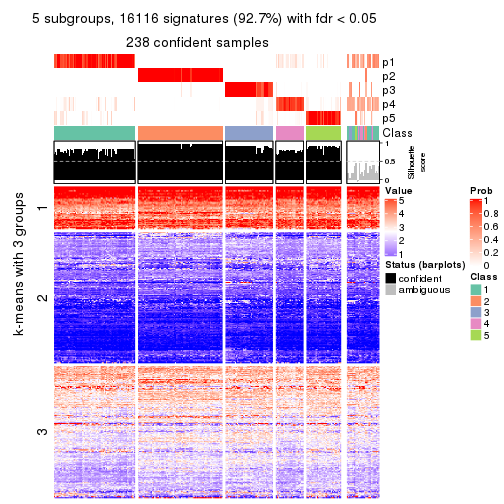 5 subgroups, 16116 signatures (92.7%) with fdr < 0.05
238 confident samples
p1
p2
p3
p4
p5
Class
1
0.5
0
Silhouette
score
k-means with 3 groups
1
2
3
Value
5
4
3
2
1
Status (barplots)
confident
ambiguous
Prob
1
0.8
0.6
0.4
0.2
0
Class
1
2
3
4
5